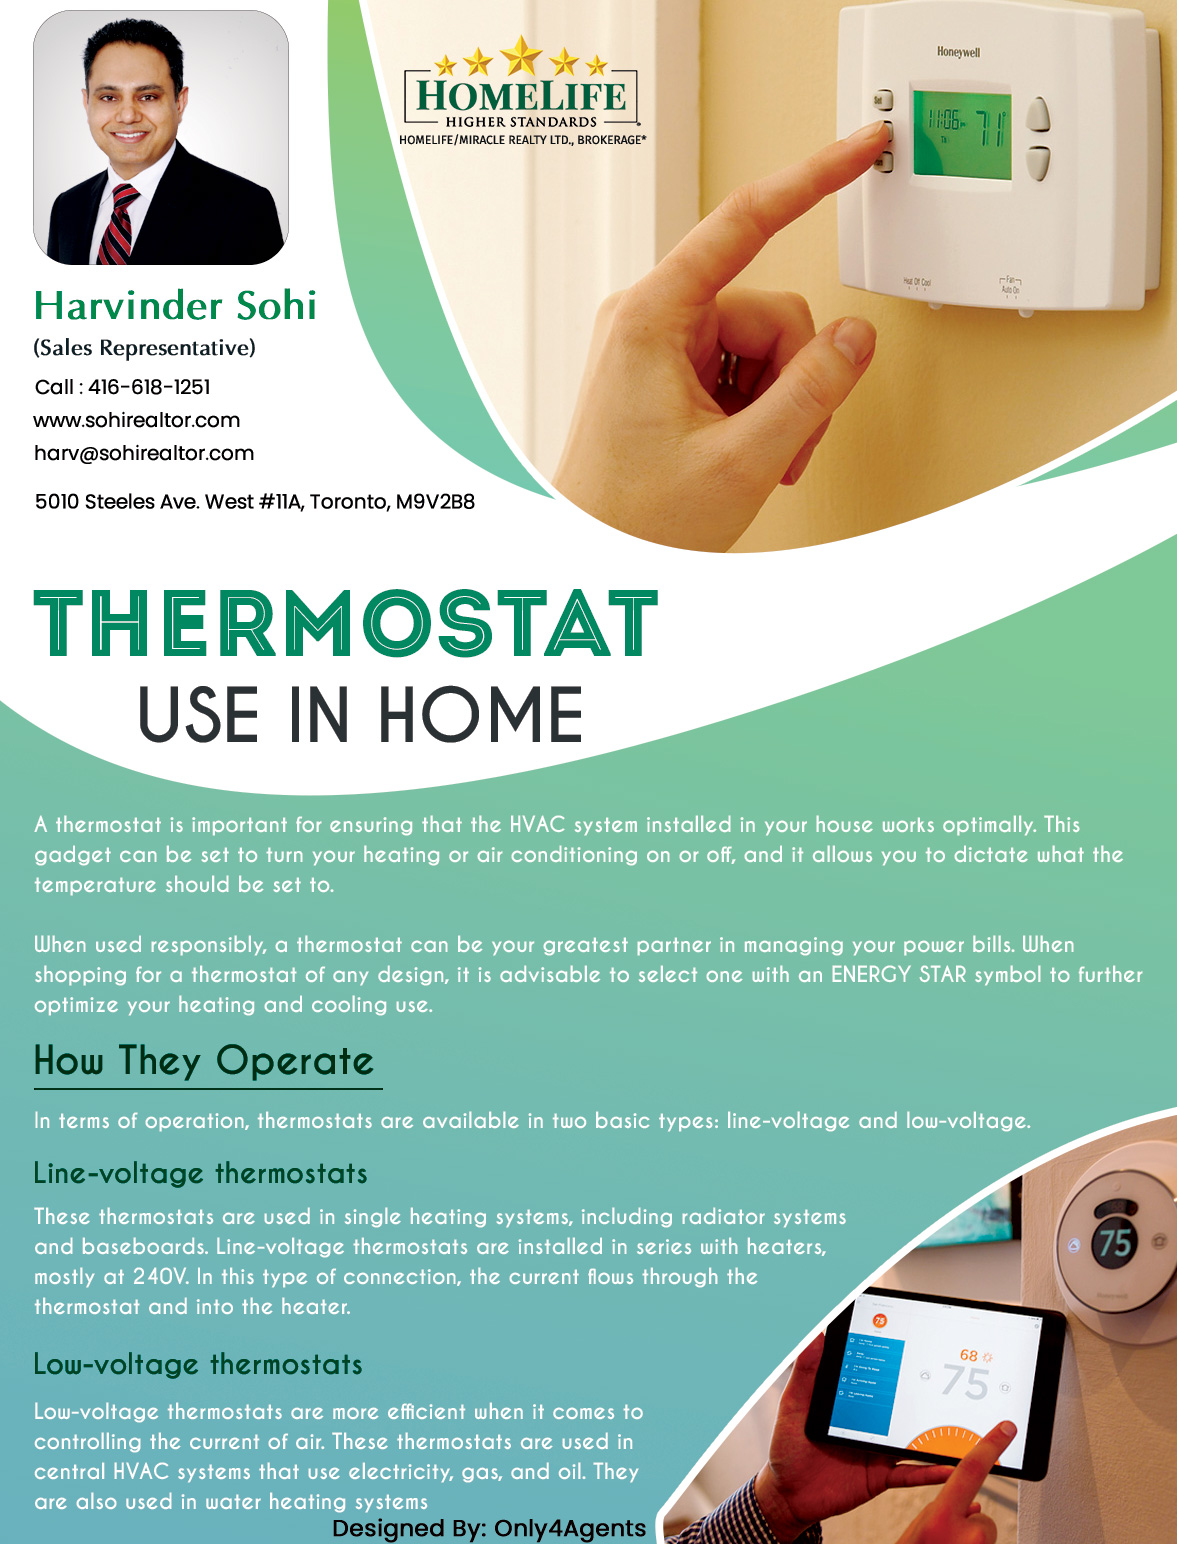 HOMELIFE
HIGHER STANDARDS
HOMELIFE/MIRACLE REALTY LTD., BROKERAGE*
Honeywell
11:06
71°
Heat Off Cool
Fan
Auto On
Harvinder Sohi
(Sales Representative)
Call : 416-618-1251
www.sohirealtor.com
harv@sohirealtor.com
5010 Steeles Ave. West #11A, Toronto, M9V2B8
THERMOSTAT
USE IN HOME
A thermostat is important for ensuring that the HVAC system installed in your house works optimally. This
gadget can be set to turn your heating or air conditioning on or off, and it allows you to dictate what the
temperature should be set to.
When used responsibly, a thermostat can be your greatest partner in managing your power bills. When
shopping for a thermostat of any design, it is advisable to select one with an ENERGY STAR symbol to further
optimize your heating and cooling use.
How They Operate
In terms of operation, thermostats are available in two basic types: line-voltage and low-voltage.
Line-voltage thermostats
These thermostats are used in single heating systems, including radiator systems
and baseboards. Line-voltage thermostats are installed in series with heaters,
mostly at 240V. In this type of connection, the current flows through the
thermostat and into the heater.
Low-voltage thermostats
Low-voltage thermostats are more efficient when it comes to
controlling the current of air. These thermostats are used in
central HVAC systems that use electricity, gas, and oil. They
are also used in water heating systems
75
Honeywell
75
68
75
Designed By: Only4Agents